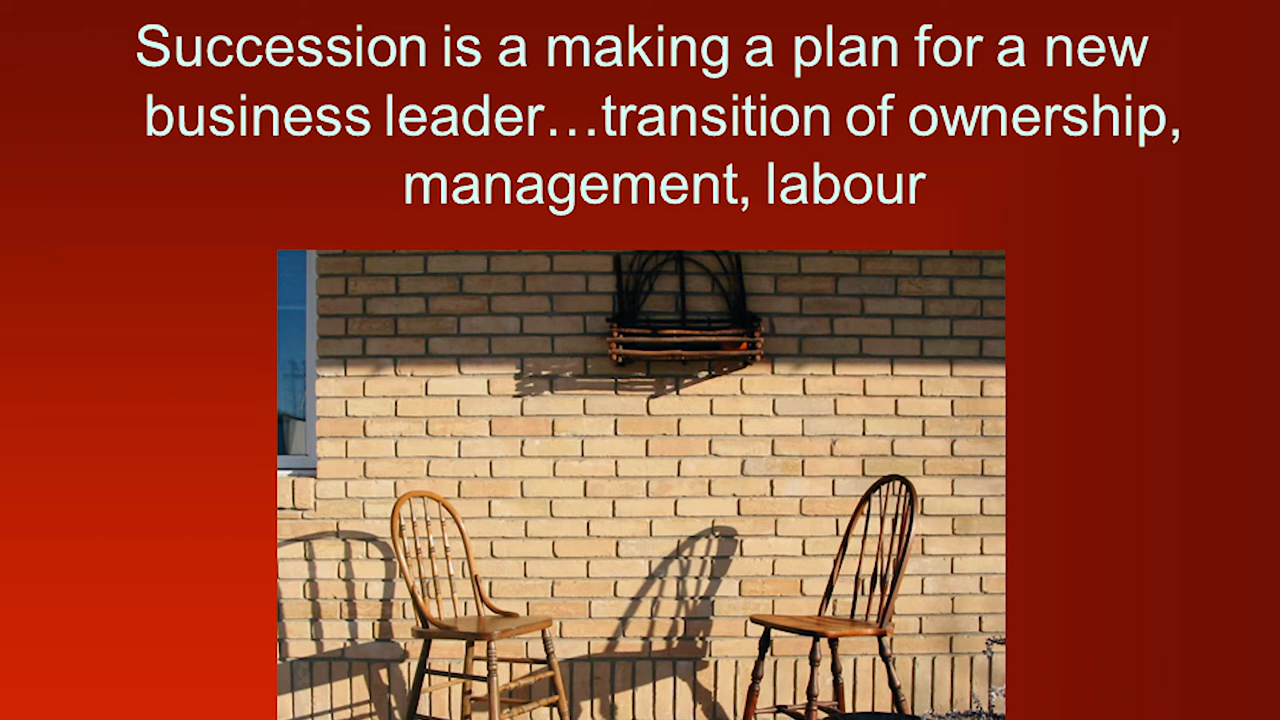 Succession is a making a plan for a new
business leader…transition of ownership,
management, labour